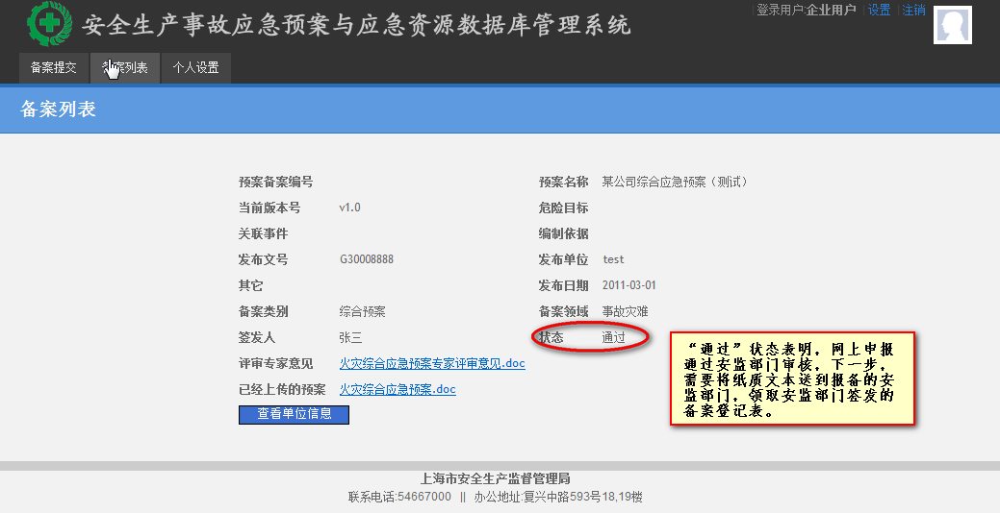 登录用户:企业用户 | 设置 | 注销
安全生产事故应急预案与应急资源数据库管理系统
备案提交 备案列表 个人设置
备案列表
预案备案编号 预案名称 某公司综合应急预案（测试）
当前版本号 v1.0 危险目标
关联事件 编制依据
发布文号 G30008888 发布单位 test
其它 发布日期 2011-03-01
备案类别 综合预案 备案领域 事故灾难
签发人 张三 状态 通过
评审专家意见 火灾综合应急预案专家评审意见.doc
已经上传的预案 火灾综合应急预案.doc
查看单位信息
“通过”状态表明，网上申报
通过安监部门审核，下一步，
需要将纸质文本送到报备的安
监部门，领取安监部门签发的
备案登记表。
上海市安全生产监督管理局
联系电话:54667000 || 办公地址:复兴中路593号18,19楼